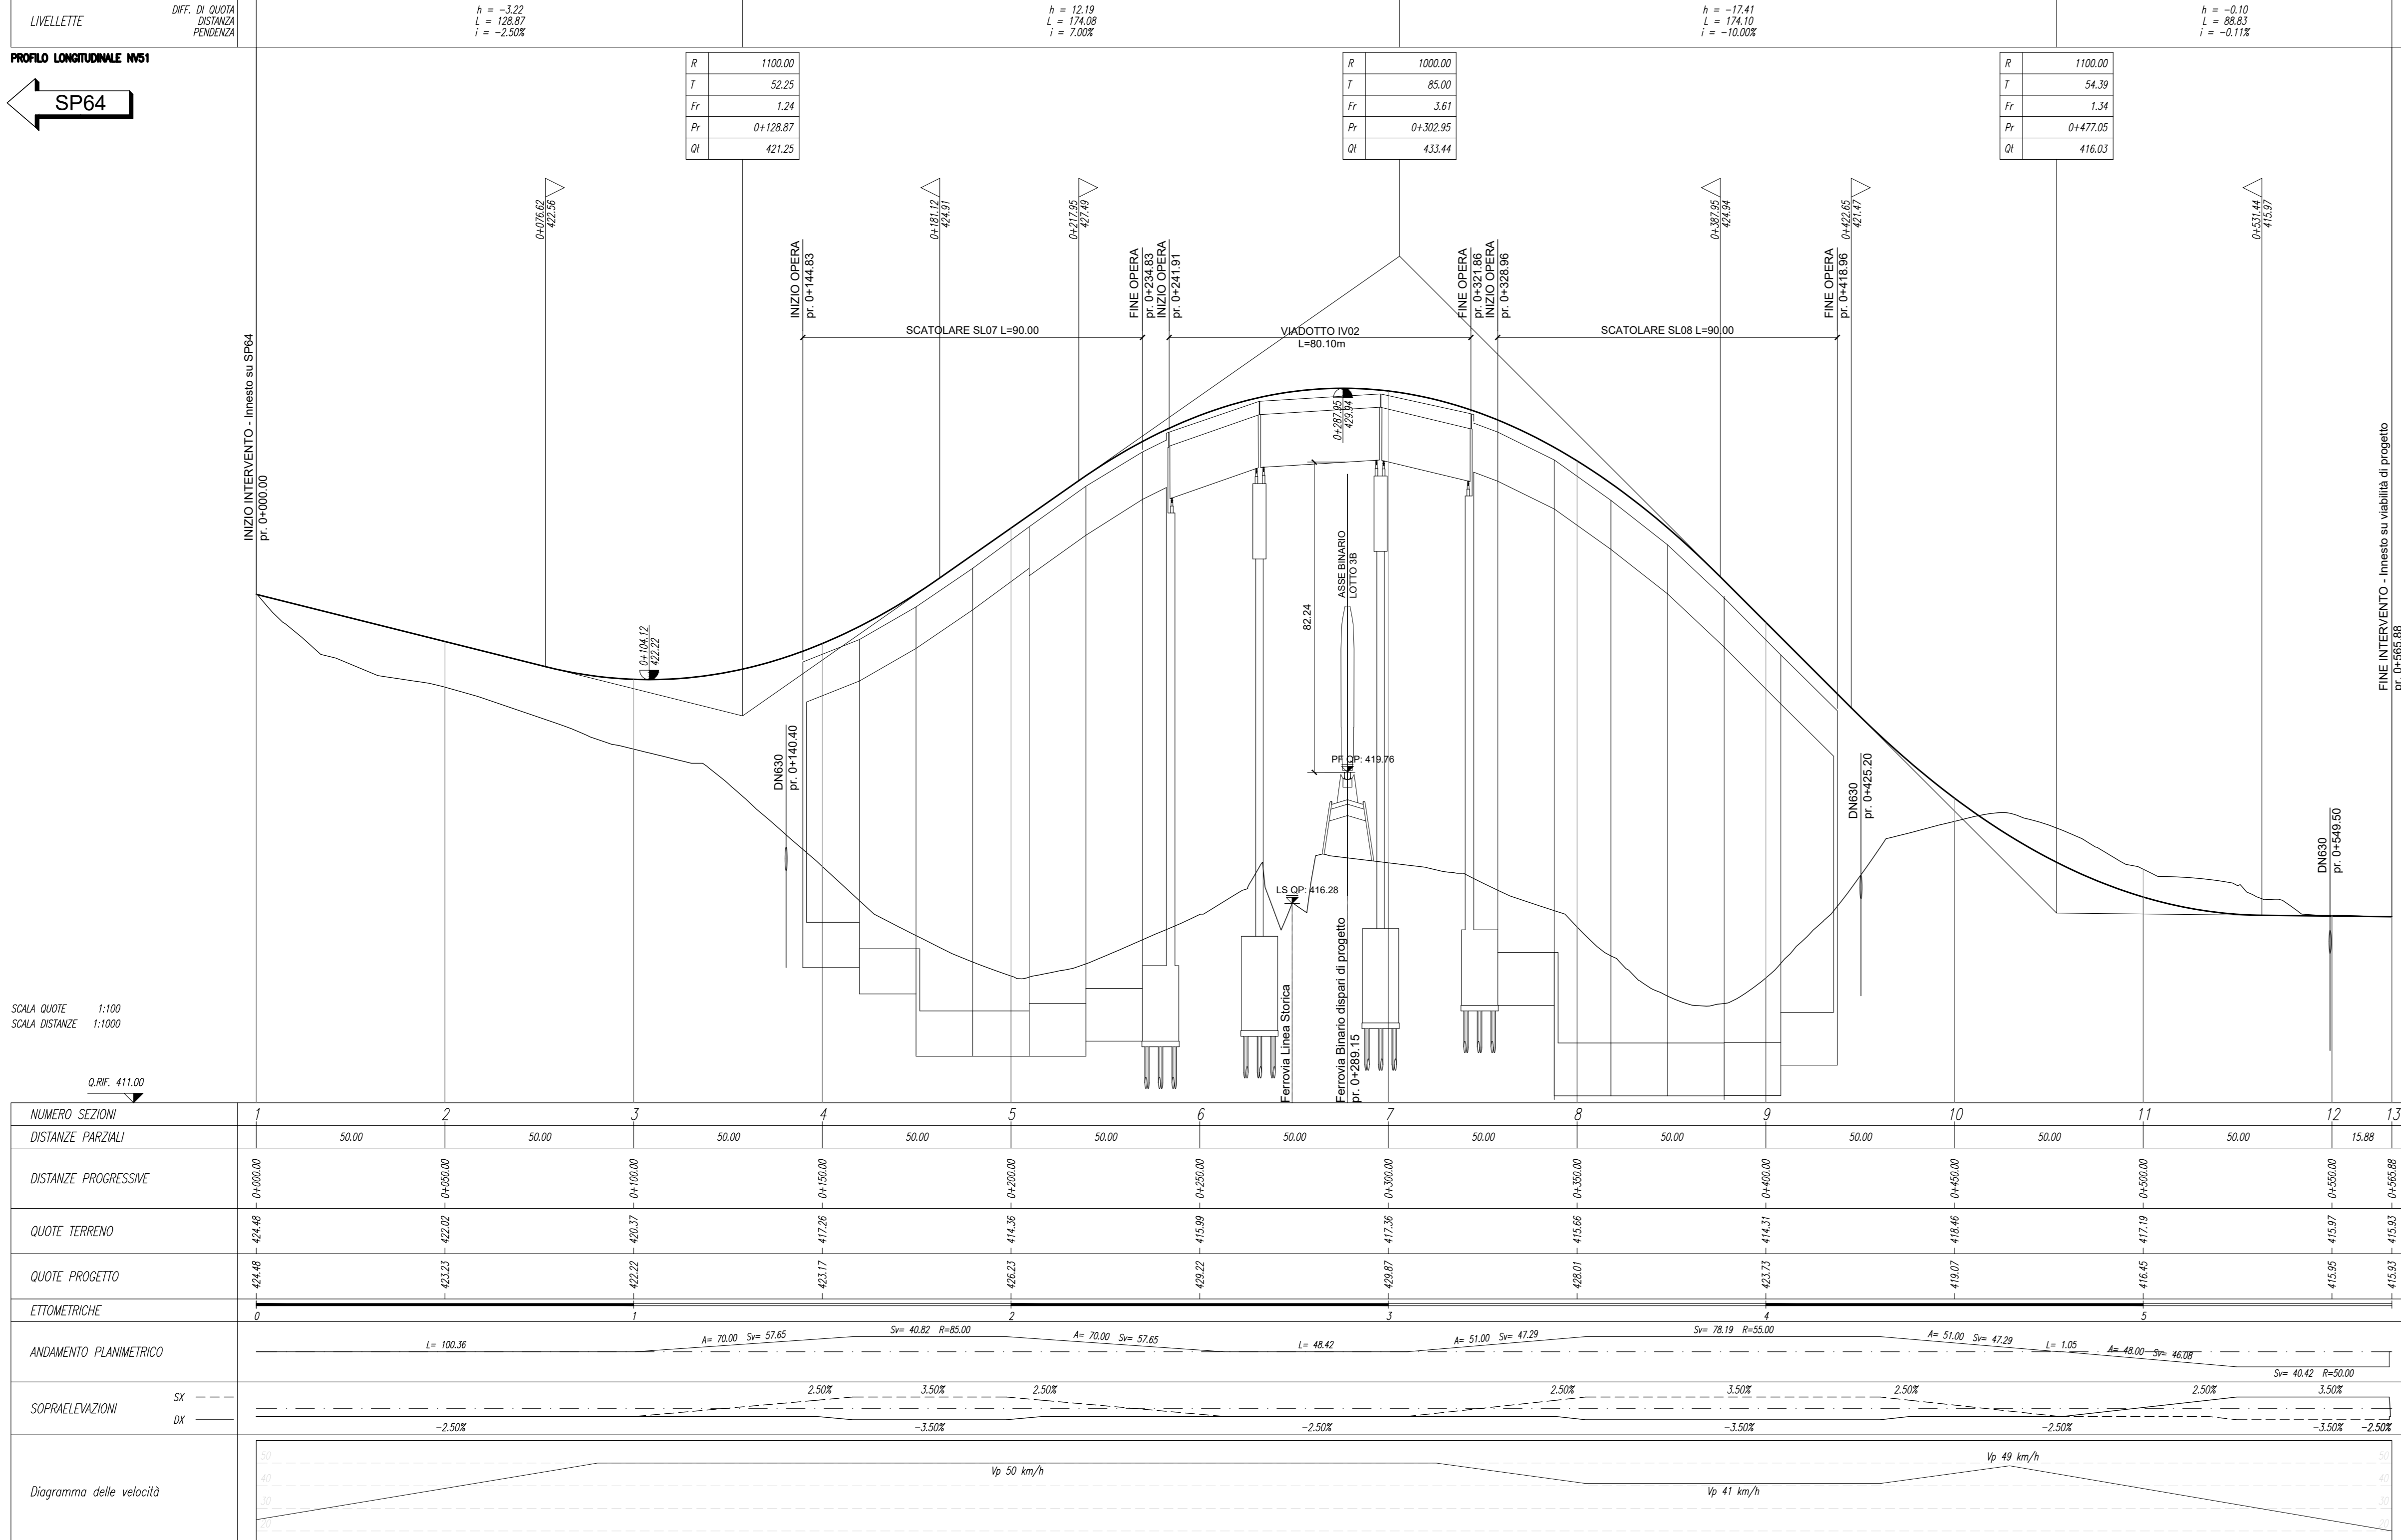 LIVELLETTE
DIFF. DI QUOTA
DISTANZA
PENDENZA
h = -3.22
L = 128.87
i = -2.50%
h = 12.19
L = 174.08
i = 7.00%
h = -17.41
L = 174.10
i = -10.00%
h = -0.10
L = 88.83
i = -0.11%
PROFILO LONGITUDINALE NV51
SP64
R 1100.00
T 52.25
Fr 1.24
Pr 0+128.87
Qt 421.25
R 1000.00
T 85.00
Fr 3.61
Pr 0+302.95
Qt 433.44
R 1100.00
T 54.39
Fr 1.34
Pr 0+477.05
Qt 416.03
0+076.62
422.56
0+181.12
424.91
0+217.95
427.49
0+387.95
424.94
0+422.65
421.47
0+531.44
415.97
INIZIO OPERA
pr. 0+144.83
FINE OPERA
pr. 0+234.83
INIZIO OPERA
pr. 0+241.91
FINE OPERA
pr. 0+321.86
INIZIO OPERA
pr. 0+328.96
FINE OPERA
pr. 0+418.96
SCATOLARE SL07 L=90.00
VIADOTTO IV02
L=80.10m
SCATOLARE SL08 L=90.00
INIZIO INTERVENTO - Innesto su SP64
pr. 0+000.00
0+287.95
429.94
FINE INTERVENTO - Innesto su viabilità di progetto
pr. 0+565.88
0+104.12
422.22
82.24
ASSE BINARIO
LOTTO 3B
PF QP: 419.76
DN630
pr. 0+140.40
DN630
pr. 0+425.20
DN630
pr. 0+549.50
LS QP: 416.28
Ferrovia Linea Storica
Ferrovia Binario dispari di progetto
pr. 0+289.15
SCALA QUOTE 1:100
SCALA DISTANZE 1:1000
Q.RIF. 411.00
NUMERO SEZIONI 1 2 3 4 5 6 7 8 9 10 11 12 13
DISTANZE PARZIALI 50.00 50.00 50.00 50.00 50.00 50.00 50.00 50.00 50.00 50.00 50.00 15.88
DISTANZE PROGRESSIVE 0+000.00 0+050.00 0+100.00 0+150.00 0+200.00 0+250.00 0+300.00 0+350.00 0+400.00 0+450.00 0+500.00 0+550.00 0+565.88
QUOTE TERRENO 424.48 422.02 420.37 417.26 414.36 415.99 417.36 415.66 414.31 418.46 417.19 415.97 415.93
QUOTE PROGETTO 424.48 423.23 422.22 423.17 426.23 429.22 429.87 428.01 423.73 419.07 416.45 415.95 415.93
ETTOMETRICHE 0 1 2 3 4 5
ANDAMENTO PLANIMETRICO L= 100.36 A= 70.00 Sv= 57.65 Sv= 40.82 R=85.00 A= 70.00 Sv= 57.65 L= 48.42 A= 51.00 Sv= 47.29 Sv= 78.19 R=55.00 A= 51.00 Sv= 47.29 L= 1.05 A= 48.00 Sv= 46.08 Sv= 40.42 R=50.00
SOPRAELEVAZIONI
SX
DX
2.50% 3.50% 2.50% 2.50% 3.50% 2.50% 2.50% 3.50%
-2.50% -3.50% -2.50% -3.50% -2.50% -3.50% -2.50%
Diagramma delle velocità
50
40
30
20
Vp 50 km/h
Vp 41 km/h
Vp 49 km/h
50
40
30
20